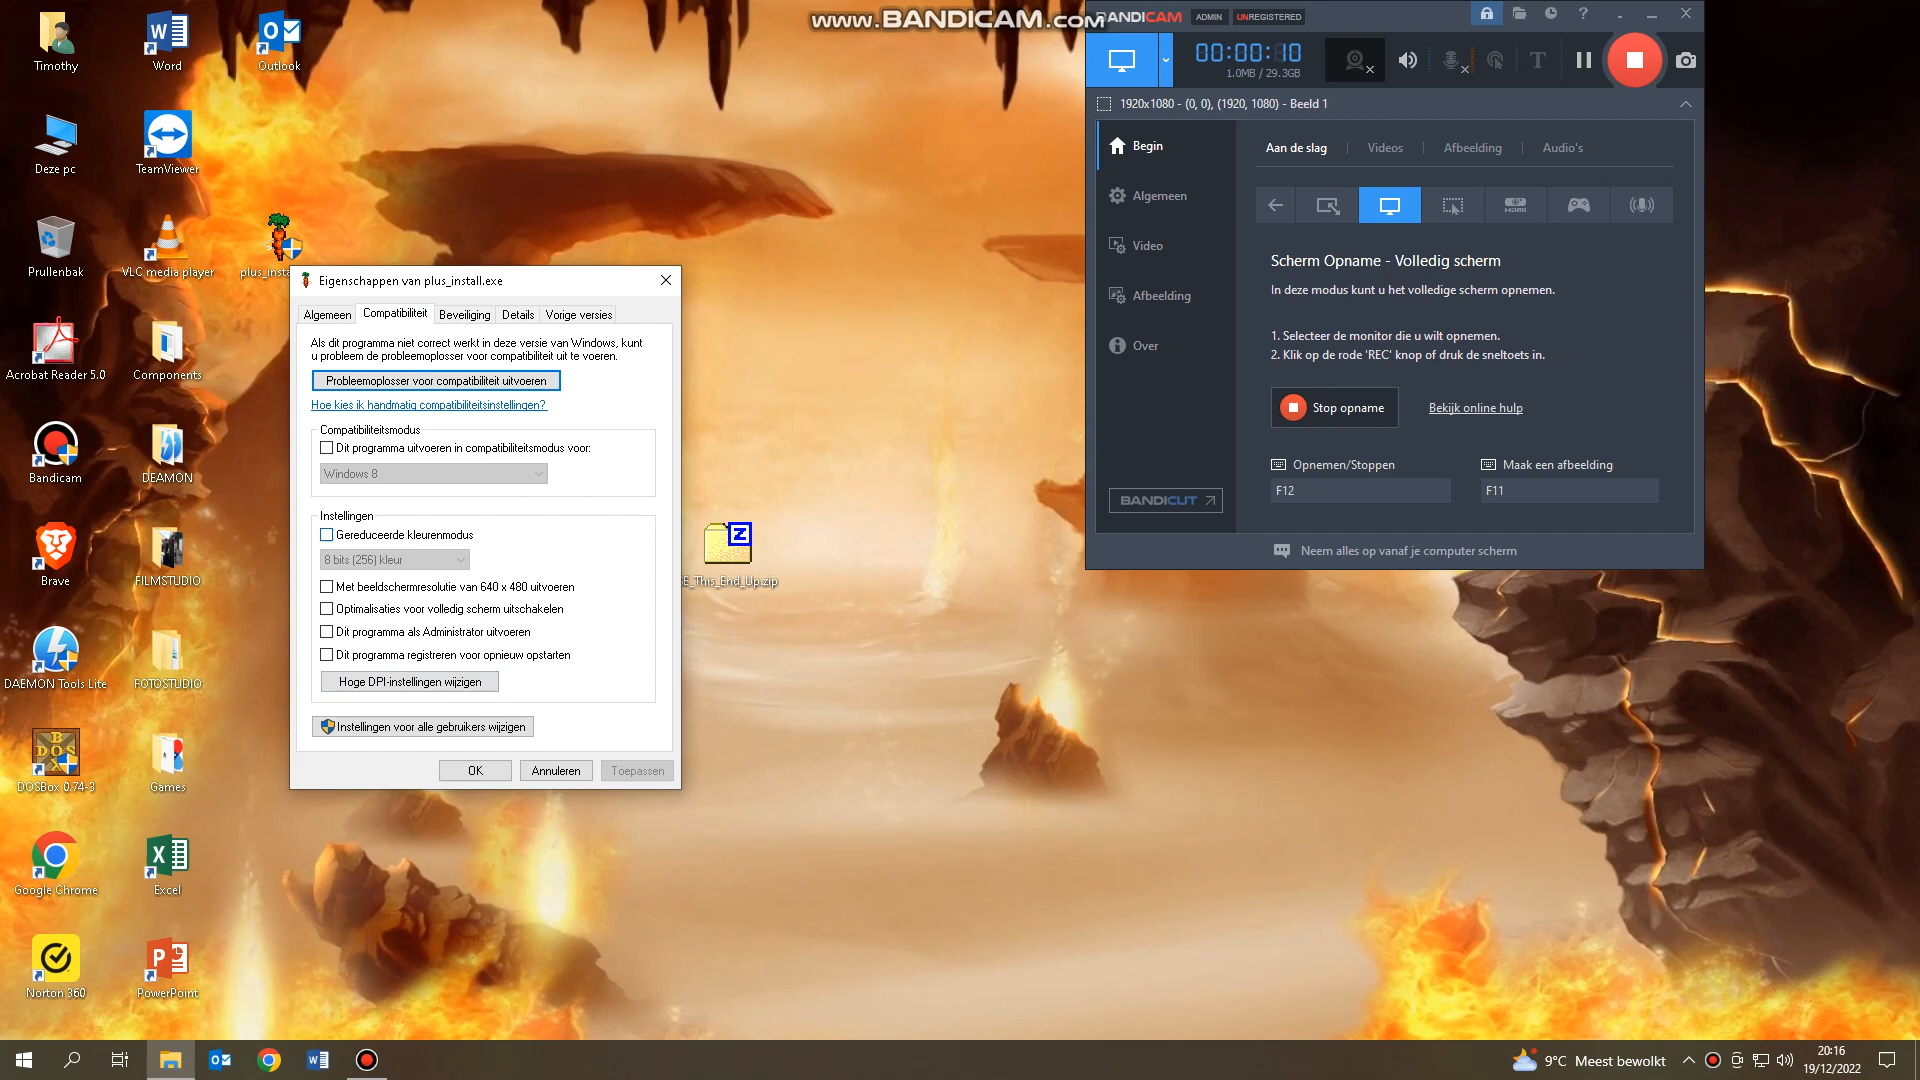 www.BANDICAM.com
Timothy
Word
Outlook
Deze pc
TeamViewer
Prullenbak
VLC media player
plus_insta
Acrobat Reader 5.0
Components
Bandicam
DEAMON
Brave
FILMSTUDIO
DAEMON Tools Lite
FOTOSTUDIO
DOSBox 0.74-3
Games
Google Chrome
Excel
Norton 360
PowerPoint
Eigenschappen van plus_install.exe
Algemeen
Compatibiliteit
Beveiliging
Details
Vorige versies
Als dit programma niet correct werkt in deze versie van Windows, kunt
u probleem de probleemoplosser voor compatibiliteit uit te voeren.
Probleemoplosser voor compatibiliteit uitvoeren
Hoe kies ik handmatig compatibiliteitsinstellingen?
Compatibiliteitsmodus
Dit programma uitvoeren in compatibiliteitsmodus voor:
Windows 8
Instellingen
Gereduceerde kleurenmodus
8 bits (256) kleur
Met beeldschermresolutie van 640 x 480 uitvoeren
Optimalisaties voor volledig scherm uitschakelen
Dit programma als Administrator uitvoeren
Dit programma registreren voor opnieuw opstarten
Hoge DPI-instellingen wijzigen
Instellingen voor alle gebruikers wijzigen
OK
Annuleren
Toepassen
Z
E_This_End_Up.zip
BANDICAM
ADMIN
UNREGISTERED
00:00:10
1.0MB / 29.3GB
1920x1080 - (0, 0), (1920, 1080) - Beeld 1
Begin
Algemeen
Video
Afbeelding
Over
BANDICUT
Aan de slag
Videos
Afbeelding
Audio's
HDMI
Scherm Opname - Volledig scherm
In deze modus kunt u het volledige scherm opnemen.
1. Selecteer de monitor die u wilt opnemen.
2. Klik op de rode 'REC' knop of druk de sneltoets in.
Stop opname
Bekijk online hulp
Opnemen/Stoppen
Maak een afbeelding
F12
F11
Neem alles op vanaf je computer scherm
9°C Meest bewolkt
20:16
19/12/2022